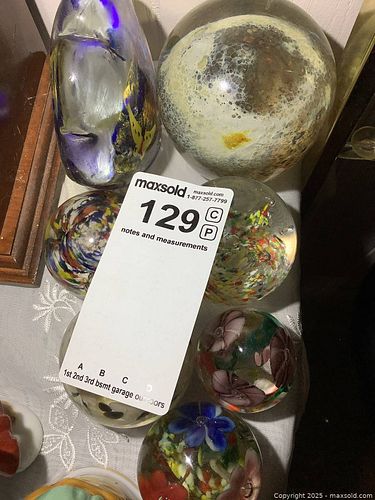 maxsold maxsold.com
1-877-257-7799
129 C
P
notes and measurements
A B C D
1st 2nd 3rd bsmt garage outdoors
Copyright 2025 - maxsold.com